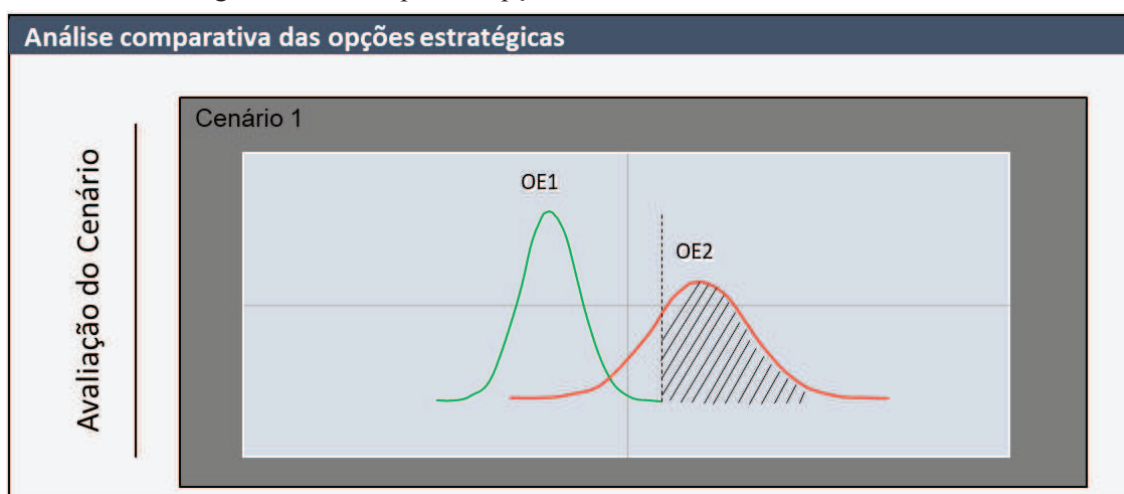 Análise comparativa das opções estratégicas
Cenário 1
Avaliação do Cenário
OE1
OE2